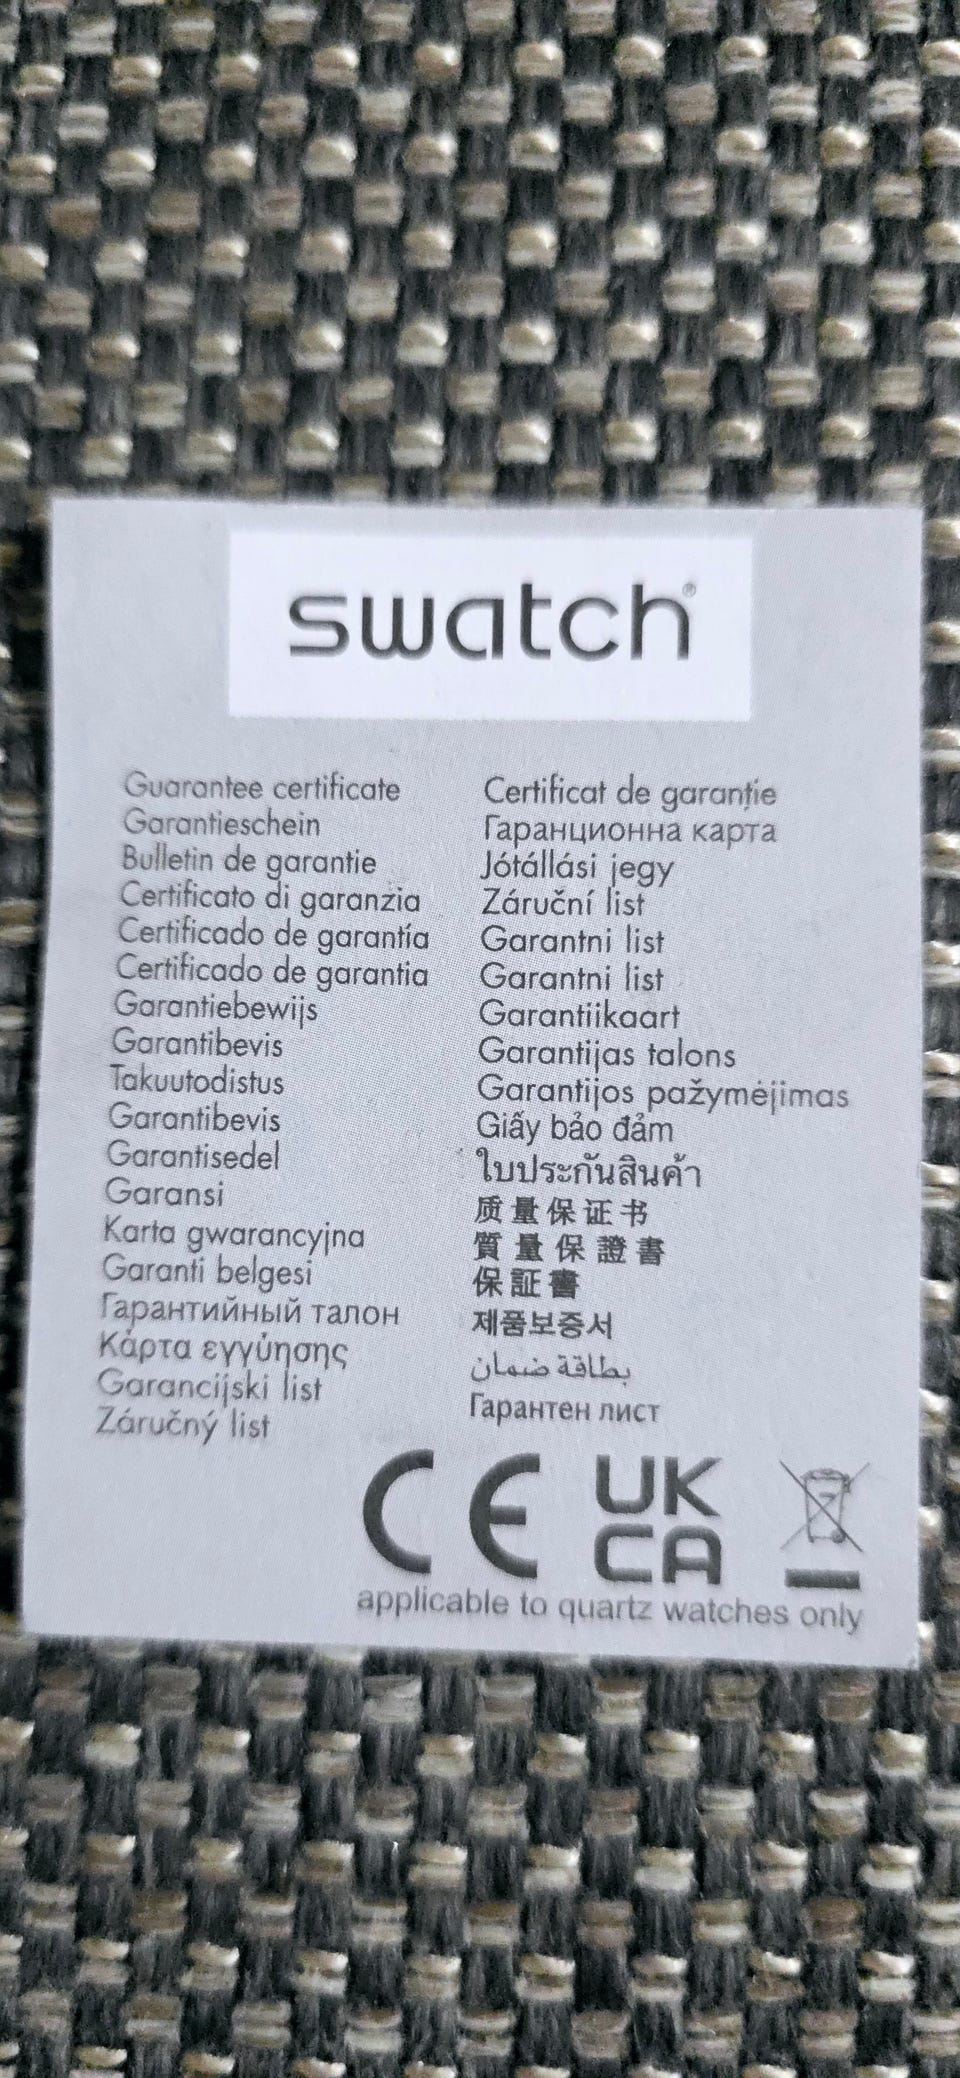 swatch®
Guarantee certificate
Garantieschein
Bulletin de garantie
Certificato di garanzia
Certificado de garantía
Certificado de garantia
Garantiebewijs
Garantibevis
Takuutodistus
Garantibevis
Garantisedel
Garansi
Karta gwarancyjna
Garanti belgesi
Гарантийный талон
Κάρτα εγγύησης
Garancijski list
Záručný list
Certificat de garanție
Гаранционна карта
Jótállási jegy
Záruční list
Garantni list
Garantni list
Garantiikaart
Garantijas talons
Garantijos pažymėjimas
Giấy bảo đảm
ใบประกันสินค้า
质量保证书
質量保證書
保証書
제품보증서
بطاقة ضمان
Гарантен лист
CE UK
CA
applicable to quartz watches only